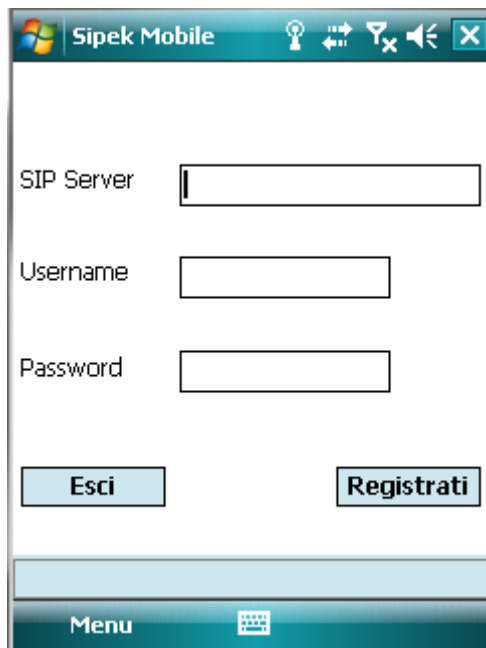 Sipek Mobile
SIP Server
Username
Password
Esci Registrati
Menu